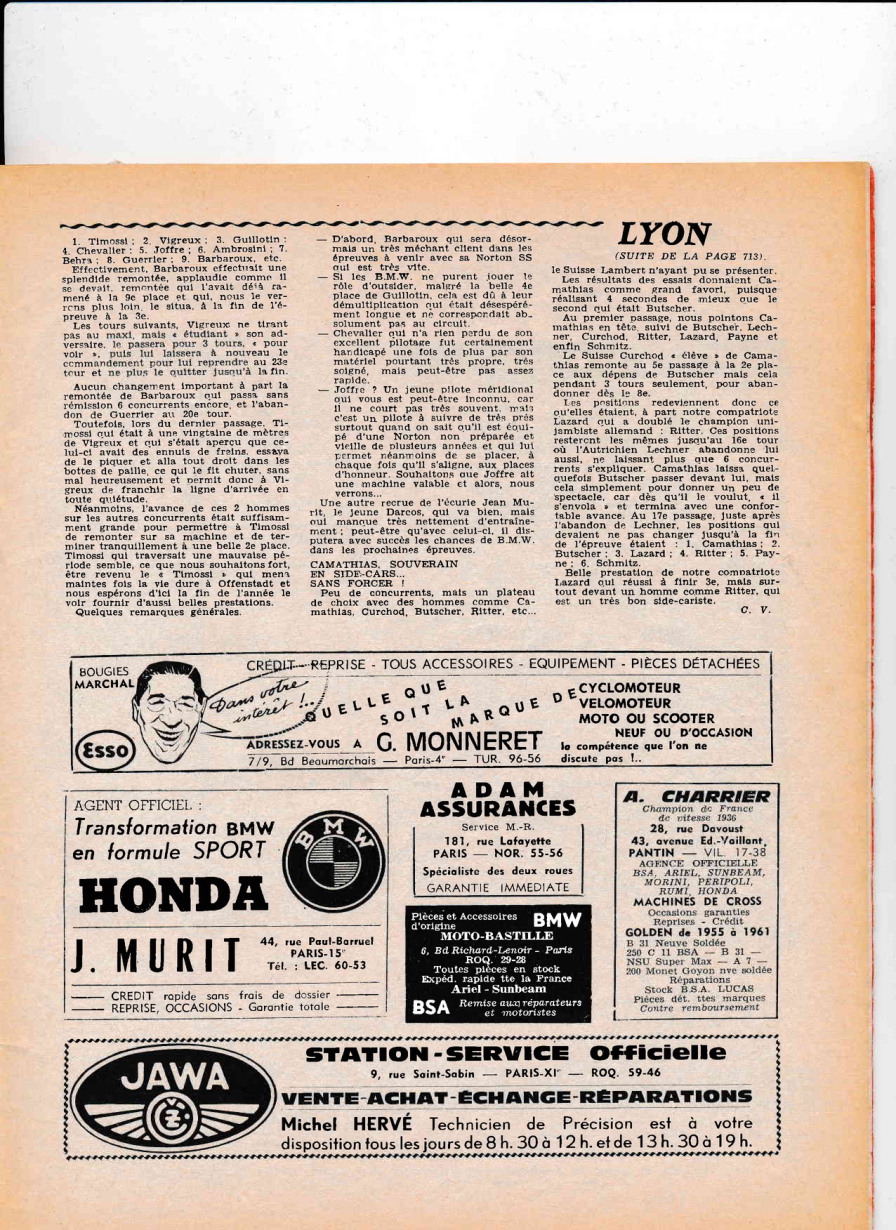 1. Timossi ; 2. Vigreux ; 3. Guillotin ;
4. Chevalier ; 5. Joffre ; 6. Ambrosini ; 7.
Behra ; 8. Guerrier ; 9. Barbaroux, etc.
Effectivement, Barbaroux effectuait une
splendide remontée, applaudie comme il
se devait, remontée qui l'avait déjà ra-
mené à la 9e place et qui, nous le ver-
rons plus loin, le situa, à la fin de l'é-
preuve à la 3e.
Les tours suivants, Vigreux ne tirant
pas au maxi, mais « étudiant » son ad-
versaire, le passera pour 3 tours, « pour
voir », puis lui laissera à nouveau le
commandement pour lui reprendre au 23e
tour et ne plus le quitter jusqu'à la fin.
Aucun changement important à part la
remontée de Barbaroux qui passa sans
rémission 6 concurrents encore, et l'aban-
don de Guerrier au 20e tour.
Toutefois, lors du dernier passage, Ti-
mossi qui était à une vingtaine de mètres
de Vigreux et qui s'était aperçu que ce-
lui-ci avait des ennuis de freins, essaya
de le piquer et alla tout droit dans les
bottes de paille, ce qui le fit chuter, sans
mal heureusement et permit donc à Vi-
greux de franchir la ligne d'arrivée en
toute quiétude.
Néanmoins, l'avance de ces 2 hommes
sur les autres concurrents était suffisam-
ment grande pour permettre à Timossi
de remonter sur sa machine et de ter-
miner tranquillement à une belle 2e place.
Timossi qui traversait une mauvaise pé-
riode semble, ce que nous souhaitons fort,
être revenu le « Timossi » qui mena
maintes fois la vie dure à Offenstadt et
nous espérons d'ici la fin de l'année le
voir fournir d'aussi belles prestations.
Quelques remarques générales.
— D'abord, Barbaroux qui sera désor-
mais un très méchant client dans les
épreuves à venir avec sa Norton SS
qui est très vite.
— Si les B.M.W. ne purent jouer le
rôle d'outsider, malgré la belle 4e
place de Guillotin, cela est dû à leur
démultiplication qui était désespéré-
ment longue et ne correspondait ab-
solument pas au circuit.
— Chevalier qui n'a rien perdu de son
excellent pilotage fut certainement
handicapé une fois de plus par son
matériel pourtant très propre, très
soigné, mais peut-être pas assez
rapide.
— Joffre ? Un jeune pilote méridional
qui vous est peut-être inconnu, car
il ne court pas très souvent, mais
c'est un pilote à suivre de très près
surtout quand on sait qu'il est équi-
pé d'une Norton non préparée et
vieille de plusieurs années et qui lui
permet néanmoins de se placer, à
chaque fois qu'il s'aligne, aux places
d'honneur. Souhaitons que Joffre ait
une machine valable et alors, nous
verrons...
Une autre recrue de l'écurie Jean Mu-
rit, le jeune Darcos, qui va bien, mais
qui manque très nettement d'entraîne-
ment ; peut-être qu'avec celui-ci, il dis-
putera avec succès les chances de B.M.W.
dans les prochaines épreuves.
CAMATHIAS, SOUVERAIN
EN SIDE-CARS...
SANS FORCER !
Peu de concurrents, mais un plateau
de choix avec des hommes comme Ca-
mathias, Curchod, Butscher, Ritter, etc...
LYON
(SUITE DE LA PAGE 713).
le Suisse Lambert n'ayant pu se présenter.
Les résultats des essais donnaient Ca-
mathias comme grand favori, puisque
réalisant 4 secondes de mieux que le
second qui était Butscher.
Au premier passage, nous pointons Ca-
mathias en tête, suivi de Butscher, Lech-
ner, Curchod, Ritter, Lazard, Payne et
enfin Schmitz.
Le Suisse Curchod « élève » de Cama-
thias remonte au 5e passage à la 2e pla-
ce aux dépens de Butscher mais cela
pendant 3 tours seulement, pour aban-
donner dès le 8e.
Les positions redeviennent donc ce
qu'elles étaient, à part notre compatriote
Lazard qui a doublé le champion uni-
jambiste allemand : Ritter. Ces positions
resteront les mêmes jusqu'au 16e tour
où l'Autrichien Lechner abandonne lui
aussi, ne laissant plus que 6 concur-
rents s'expliquer. Camathias laissa quel-
quefois Butscher passer devant lui, mais
cela simplement pour donner un peu de
spectacle, car dès qu'il le voulut, « il
s'envola » et termina avec une confor-
table avance. Au 17e passage, juste après
l'abandon de Lechner, les positions qui
devaient ne pas changer jusqu'à la fin
de l'épreuve étaient : 1. Camathias ; 2.
Butscher ; 3. Lazard ; 4. Ritter ; 5. Pay-
ne ; 6. Schmitz.
Belle prestation de notre compatriote
Lazard qui réussi à finir 3e, mais sur-
tout devant un homme comme Ritter, qui
est un très bon side-cariste.
C. V.
BOUGIES
MARCHAL
Esso
Dans votre
intérêt !..
CRÉDIT - REPRISE - TOUS ACCESSOIRES - EQUIPEMENT - PIÈCES DÉTACHÉES
QUELLE QUE
SOIT LA
MARQUE DE
CYCLOMOTEUR
VELOMOTEUR
MOTO OU SCOOTER
NEUF OU D'OCCASION
ADRESSEZ-VOUS A G. MONNERET
7/9, Bd Beaumarchais — Paris-4e — TUR. 96-56
la compétence que l'on ne
discute pas !..
AGENT OFFICIEL :
Transformation BMW
en formule SPORT
BMW
HONDA
J. MURIT
44, rue Paul-Barruel
PARIS-15e
Tél. : LEC. 60-53
CREDIT rapide sans frais de dossier
REPRISE, OCCASIONS - Garantie totale
ADAM
ASSURANCES
Service M.-R.
181, rue Lafayette
PARIS — NOR. 55-56
Spécialiste des deux roues
GARANTIE IMMEDIATE
Pièces et Accessoires
d'origine BMW
MOTO-BASTILLE
6, Bd Richard-Lenoir - Paris
ROQ. 29-28
Toutes pièces en stock
Expéd. rapide tte la France
Ariel - Sunbeam
BSA Remise aux réparateurs
et motoristes
A. CHARRIER
Champion de France
de vitesse 1936
28, rue Davoust
43, avenue Ed.-Vaillant,
PANTIN — VIL. 17-38
AGENCE OFFICIELLE
BSA, ARIEL, SUNBEAM,
MORINI, PERIPOLI,
RUMI, HONDA
MACHINES DE CROSS
Occasions garanties
Reprises - Crédit
GOLDEN de 1955 à 1961
B 31 Neuve Soldée
250 C 11 BSA — B 31 —
NSU Super Max — A 7 —
200 Monet Goyon nve soldée
Réparations
Stock B.S.A. LUCAS
Pièces dét. ttes marques
Contre remboursement
JAWA
CZ
STATION-SERVICE Officielle
9, rue Saint-Sabin — PARIS-XIe — ROQ. 59-46
VENTE-ACHAT-ÉCHANGE-RÉPARATIONS
Michel HERVÉ Technicien de Précision est à votre
disposition tous les jours de 8 h. 30 à 12 h. et de 13 h. 30 à 19 h.